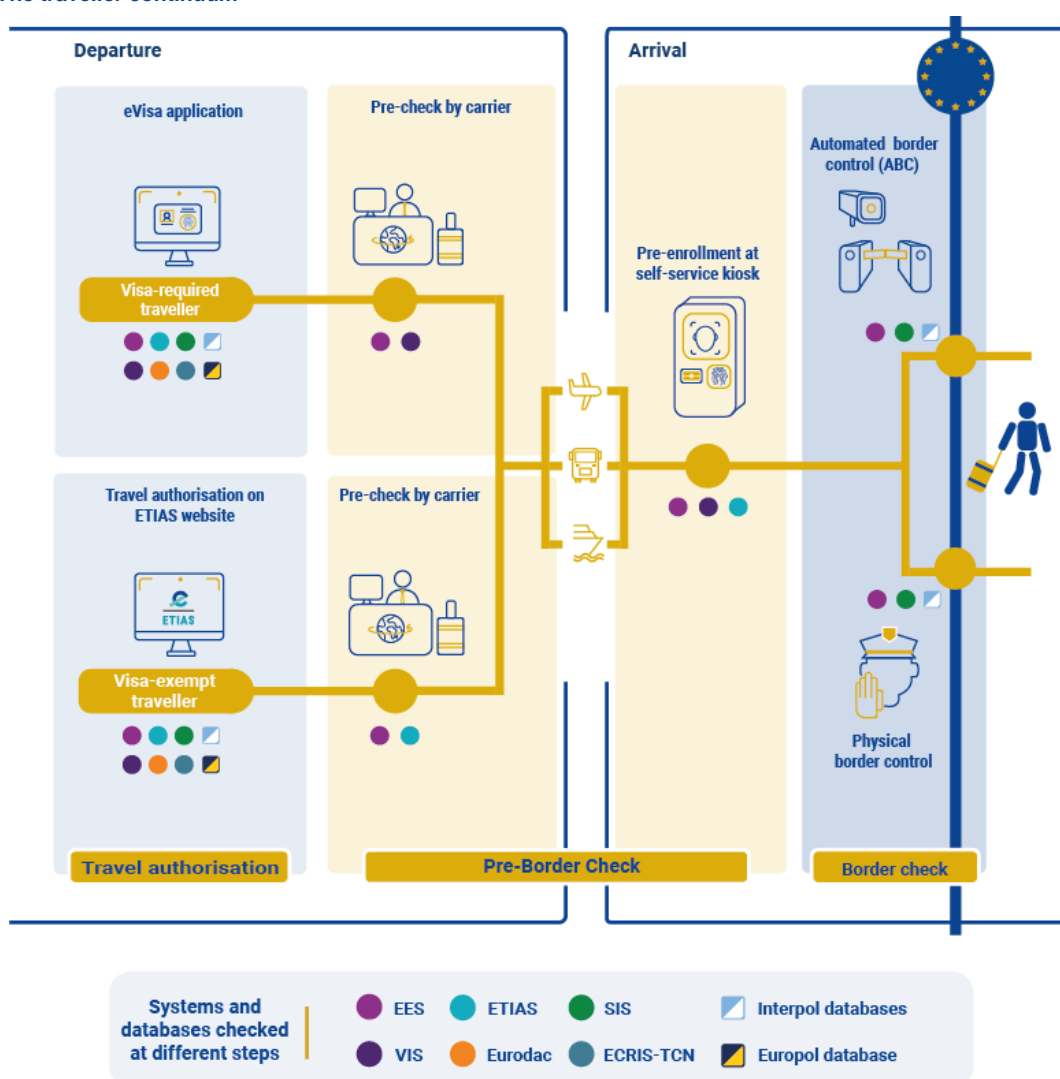 The traveller continuum
Departure
Arrival
eVisa application
Pre-check by carrier
Automated border
control (ABC)
Pre-enrollment at
self-service kiosk
Visa-required
traveller
Travel authorisation on
ETIAS website
Pre-check by carrier
ETIAS
Visa-exempt
traveller
Physical
border control
Travel authorisation
Pre-Border Check
Border check
Systems and
databases checked
at different steps
EES
ETIAS
SIS
Interpol databases
VIS
Eurodac
ECRIS-TCN
Europol database